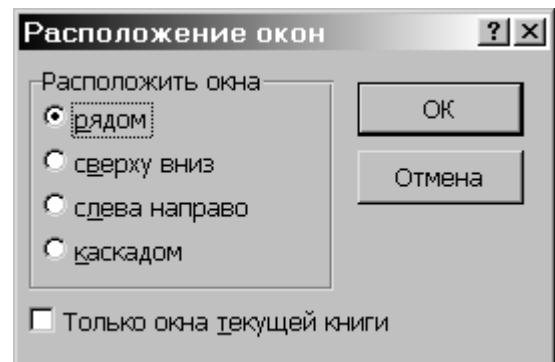 Расположение окон
Расположить окна
рядом
сверху вниз
слева направо
каскадом
ОК
Отмена
Только окна текущей книги